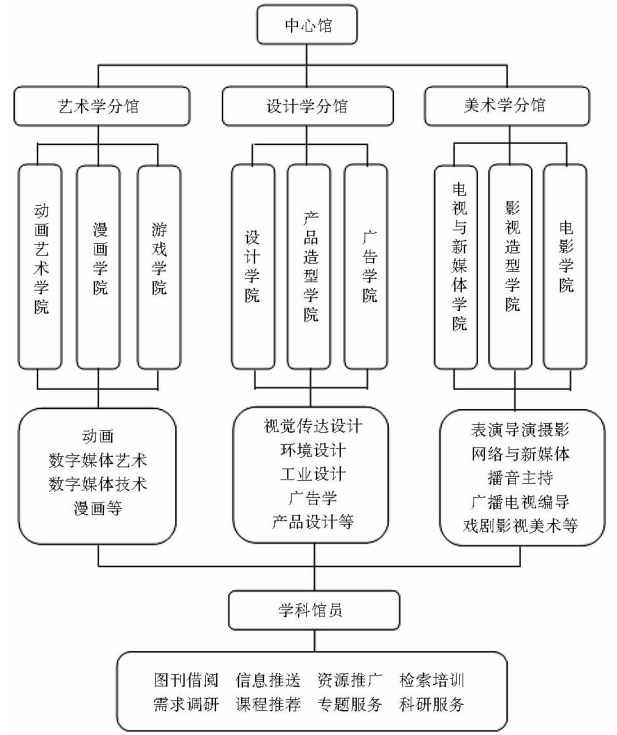 中心馆
艺术学分馆
设计学分馆
美术学分馆
动画艺术学院
漫画学院
游戏学院
设计学院
产品造型学院
广告学院
电视与新媒体学院
影视造型学院
电影学院
动画
数字媒体艺术
数字媒体技术
漫画等
视觉传达设计
环境设计
工业设计
广告学
产品设计等
表演导演摄影
网络与新媒体
播音主持
广播电视编导
戏剧影视美术等
学科馆员
图刊借阅 信息推送 资源推广 检索培训
需求调研 课程推荐 专题服务 科研服务